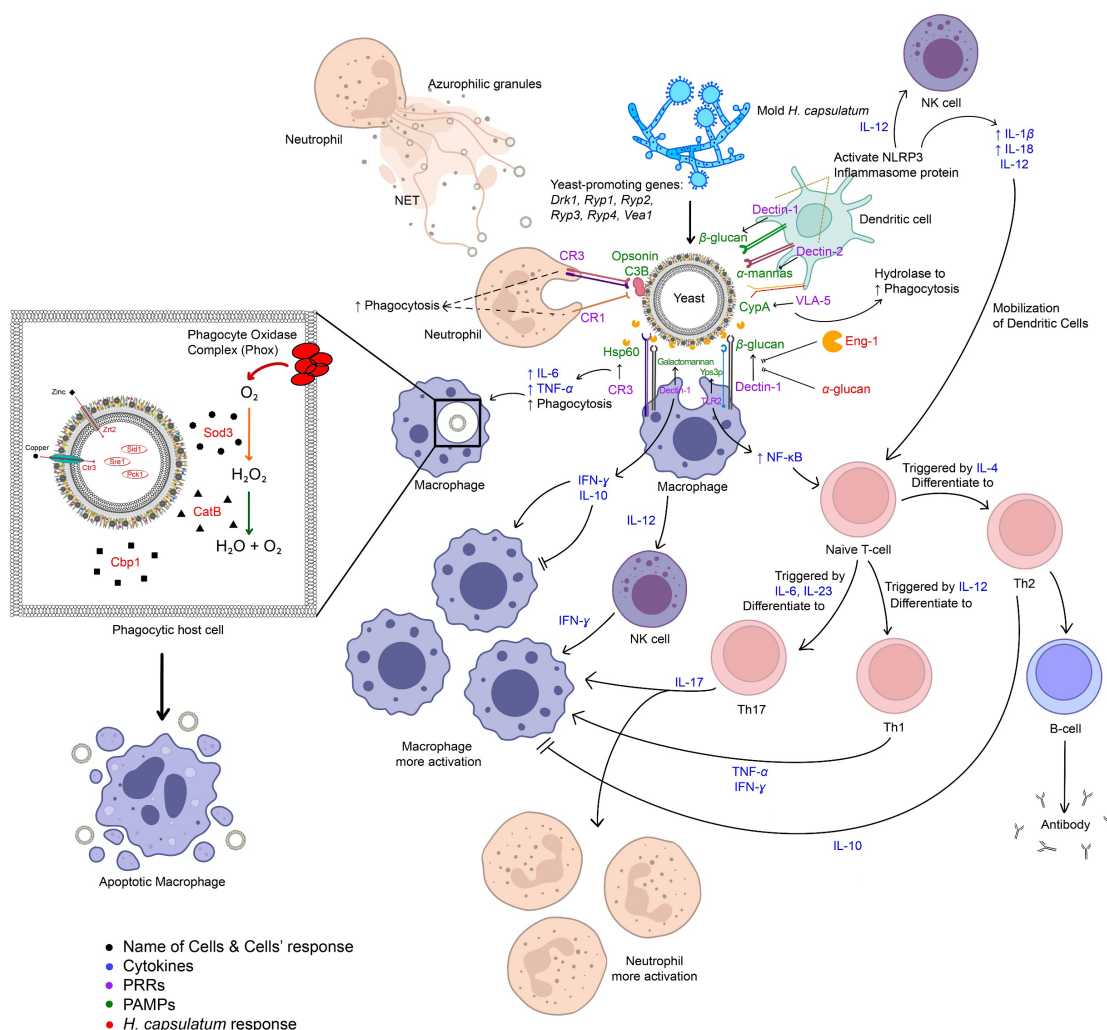 Azurophilic granules
Neutrophil
NET
Mold H. capsulatum
Yeast-promoting genes:
Drk1, Ryp1, Ryp2,
Ryp3, Ryp4, Vea1
NK cell
IL-12
↑ IL-1β
↑ IL-18
IL-12
Activate NLRP3
Inflammasome protein
Dectin-1
Dendritic cell
β-glucan
Dectin-2
α-mannas
CR3
Opsonin
C3B
Yeast
CypA
VLA-5
Hydrolase to
↑ Phagocytosis
↑ Phagocytosis
CR1
Neutrophil
Mobilization
of Dendritic Cells
Hsp60
Galactomannan
Yps3p
β-glucan
Eng-1
α-glucan
CR3
Dectin-1
TLR2
Dectin-1
↑ IL-6
↑ TNF-α
↑ Phagocytosis
Macrophage
Macrophage
↑ NF-κB
IFN-γ
IL-10
IL-12
NK cell
IFN-γ
Naive T-cell
Triggered by IL-4
Differentiate to
Th2
Triggered by
IL-6, IL-23
Differentiate to
Triggered by IL-12
Differentiate to
IL-17
Th17
Th1
B-cell
Macrophage
more activation
TNF-α
IFN-γ
IL-10
Antibody
Neutrophil
more activation
Phagocyte Oxidase
Complex (Phox)
O₂
Zinc
Zrt2
Sod3
Copper
Ctr3
Sid1
Sre1
Pck1
H₂O₂
CatB
H₂O + O₂
Cbp1
Phagocytic host cell
Apoptotic Macrophage
Name of Cells & Cells' response
Cytokines
PRRs
PAMPs
H. capsulatum response